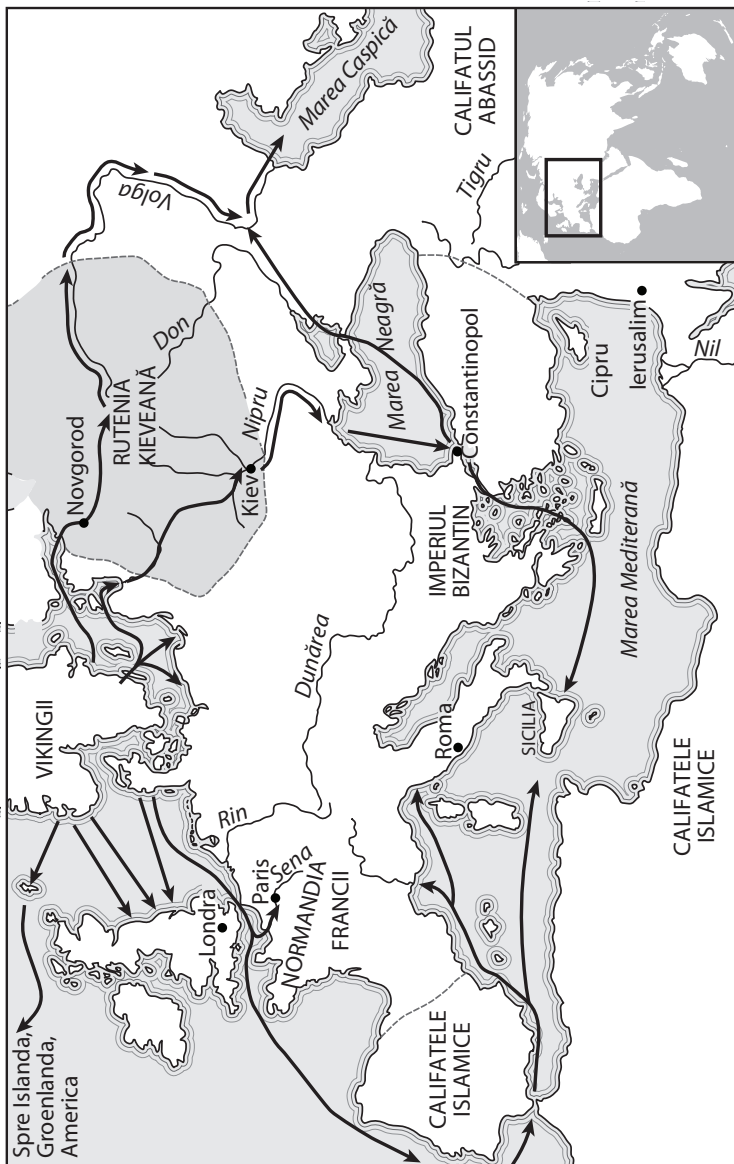 Spre Islanda,
Groenlanda,
America
VIKINGII
Novgorod
RUTENIA
KIEVEANĂ
Volga
Don
Nipru
Kiev
Marea Caspică
CALIFATUL
ABASSID
Tigru
Londra
Rin
Paris
Sena
NORMANDIA
FRANCII
Dunărea
Marea Neagră
Constantinopol
IMPERIUL
BIZANTIN
Roma
SICILIA
Cipru
Ierusalim
Nil
Marea Mediterană
CALIFATELE
ISLAMICE
CALIFATELE
ISLAMICE